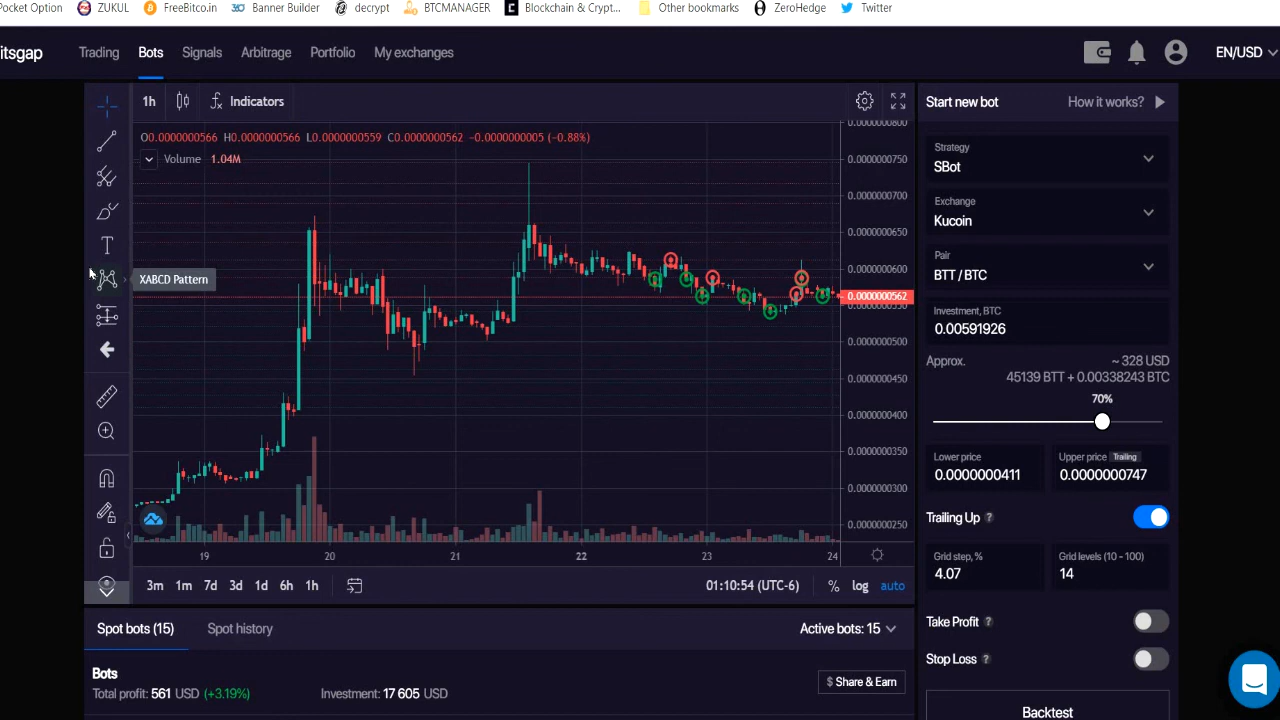 Pocket Option ZUKUL FreeBitco.in Banner Builder decrypt BTCMANAGER Blockchain & Crypt... Other bookmarks ZeroHedge Twitter
itsgap Trading Bots Signals Arbitrage Portfolio My exchanges EN/USD
1h Indicators
O0.0000000566 H0.0000000566 L0.0000000559 C0.0000000562 -0.0000000005 (-0.88%)
Volume 1.04M
XABCD Pattern
0.0000000800
0.0000000750
0.0000000700
0.0000000650
0.0000000600
0.0000000562
0.0000000550
0.0000000500
0.0000000450
0.0000000400
0.0000000350
0.0000000300
0.0000000250
19 20 21 22 23 24
3m 1m 7d 3d 1d 6h 1h 01:10:54 (UTC-6) % log auto
Start new bot How it works?
Strategy
SBot
Exchange
Kucoin
Pair
BTT / BTC
Investment, BTC
0.00591926
Approx. ~ 328 USD
45139 BTT + 0.00338243 BTC
70%
Lower price Upper price Trailing
0.0000000411 0.0000000747
Trailing Up ?
Grid step, % Grid levels (10 - 100)
4.07 14
Take Profit ?
Stop Loss ?
Backtest
Spot bots (15) Spot history Active bots: 15
Bots
Total profit: 561 USD (+3.19%) Investment: 17 605 USD $ Share & Earn